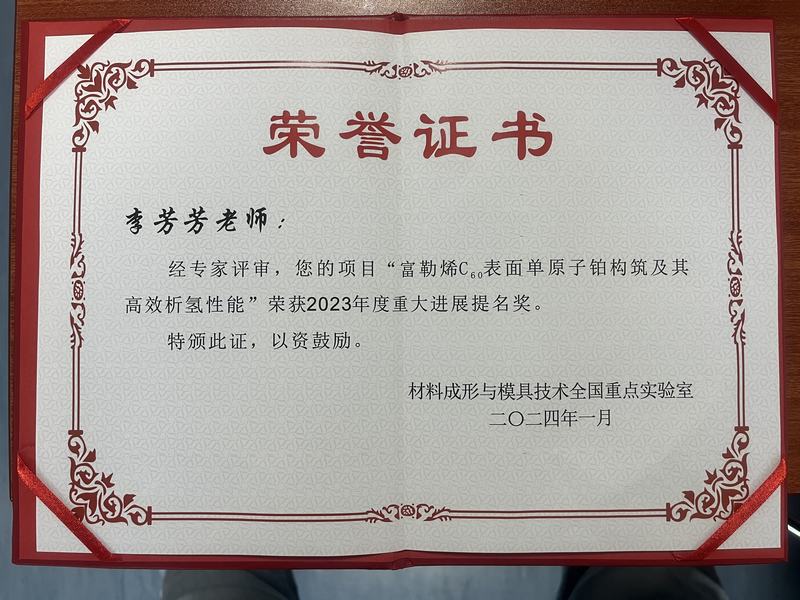 荣誉证书
李芳芳老师：
经专家评审，您的项目“富勒烯C₆₀表面单原子铂构筑及其
高效析氢性能”荣获2023年度重大进展提名奖。
特颁此证，以资鼓励。
材料成形与模具技术全国重点实验室
二〇二四年一月